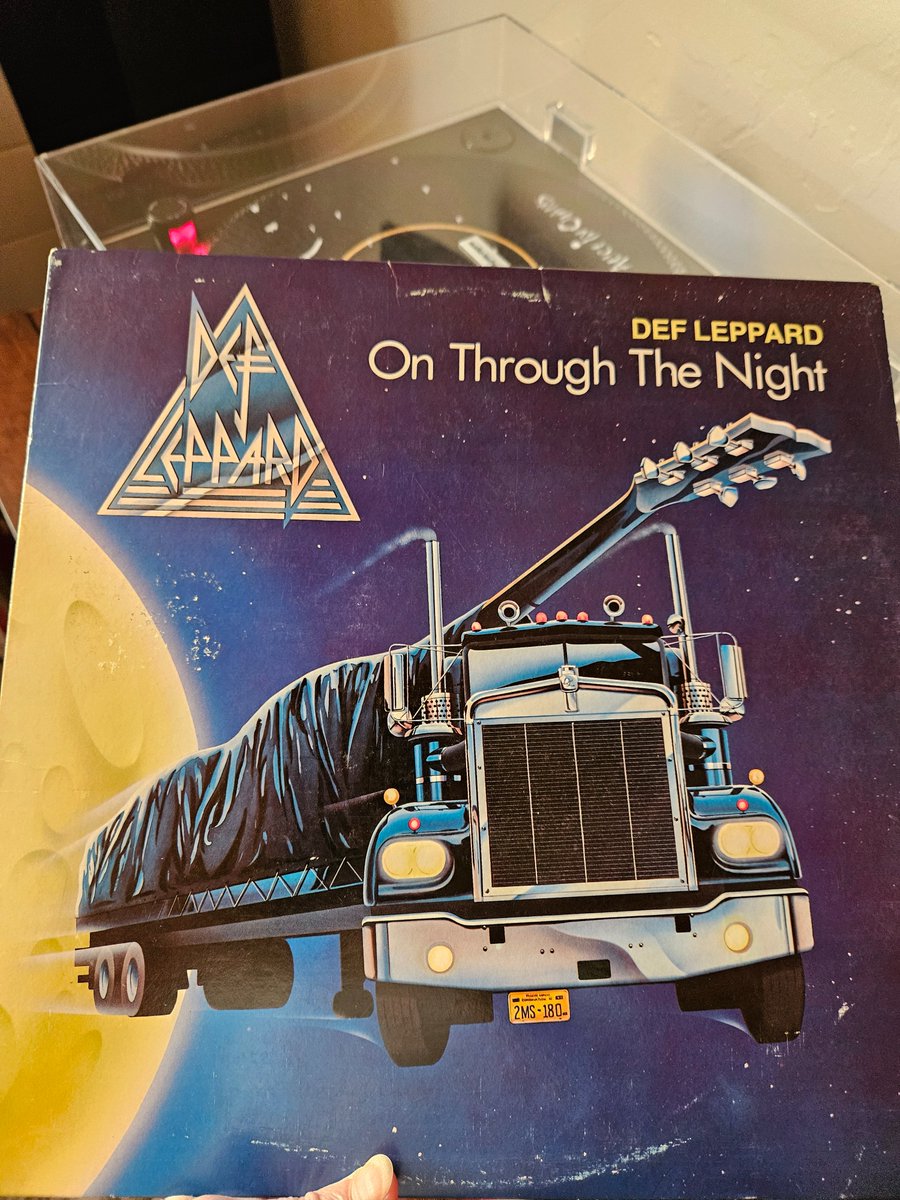 DEF
LEPPARD
DEF LEPPARD
On Through The Night
2MS-180